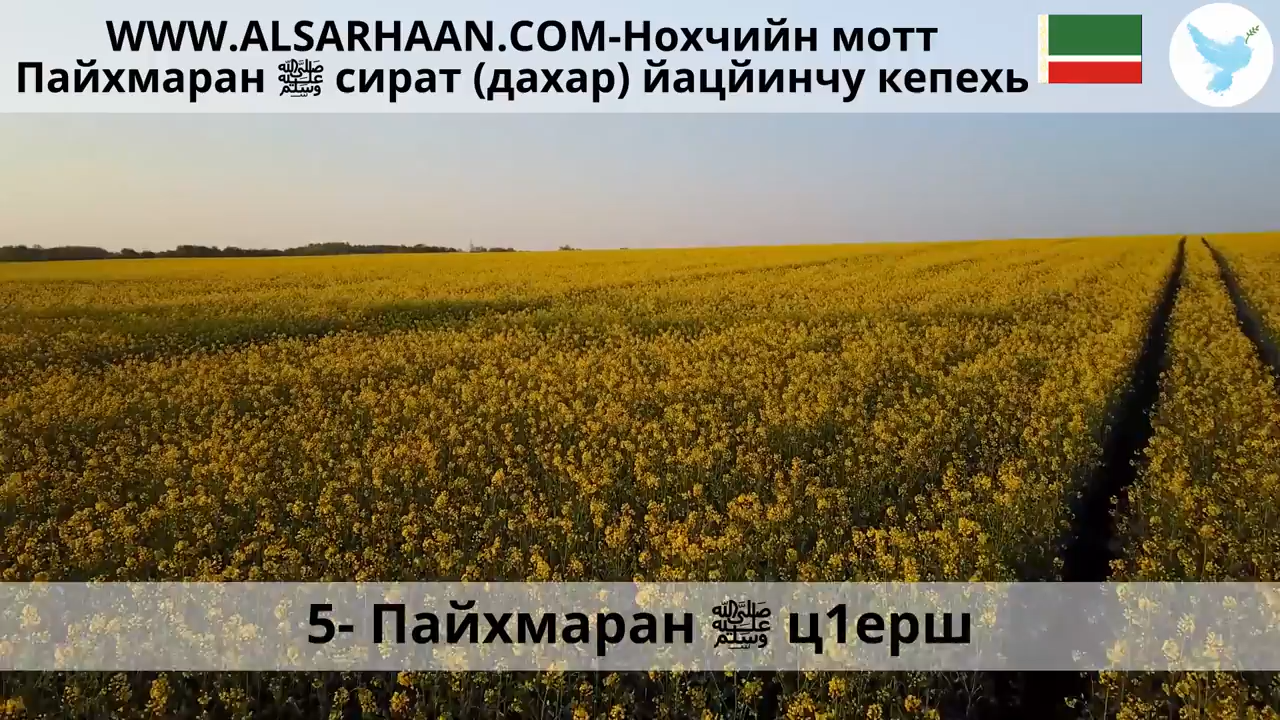 WWW.ALSARHAAN.COM-Нохчийн мотт
Пайхмаран ﷺ сират (дахар) йацйинчу кепехь
5- Пайхмаран ﷺ ц1ерш